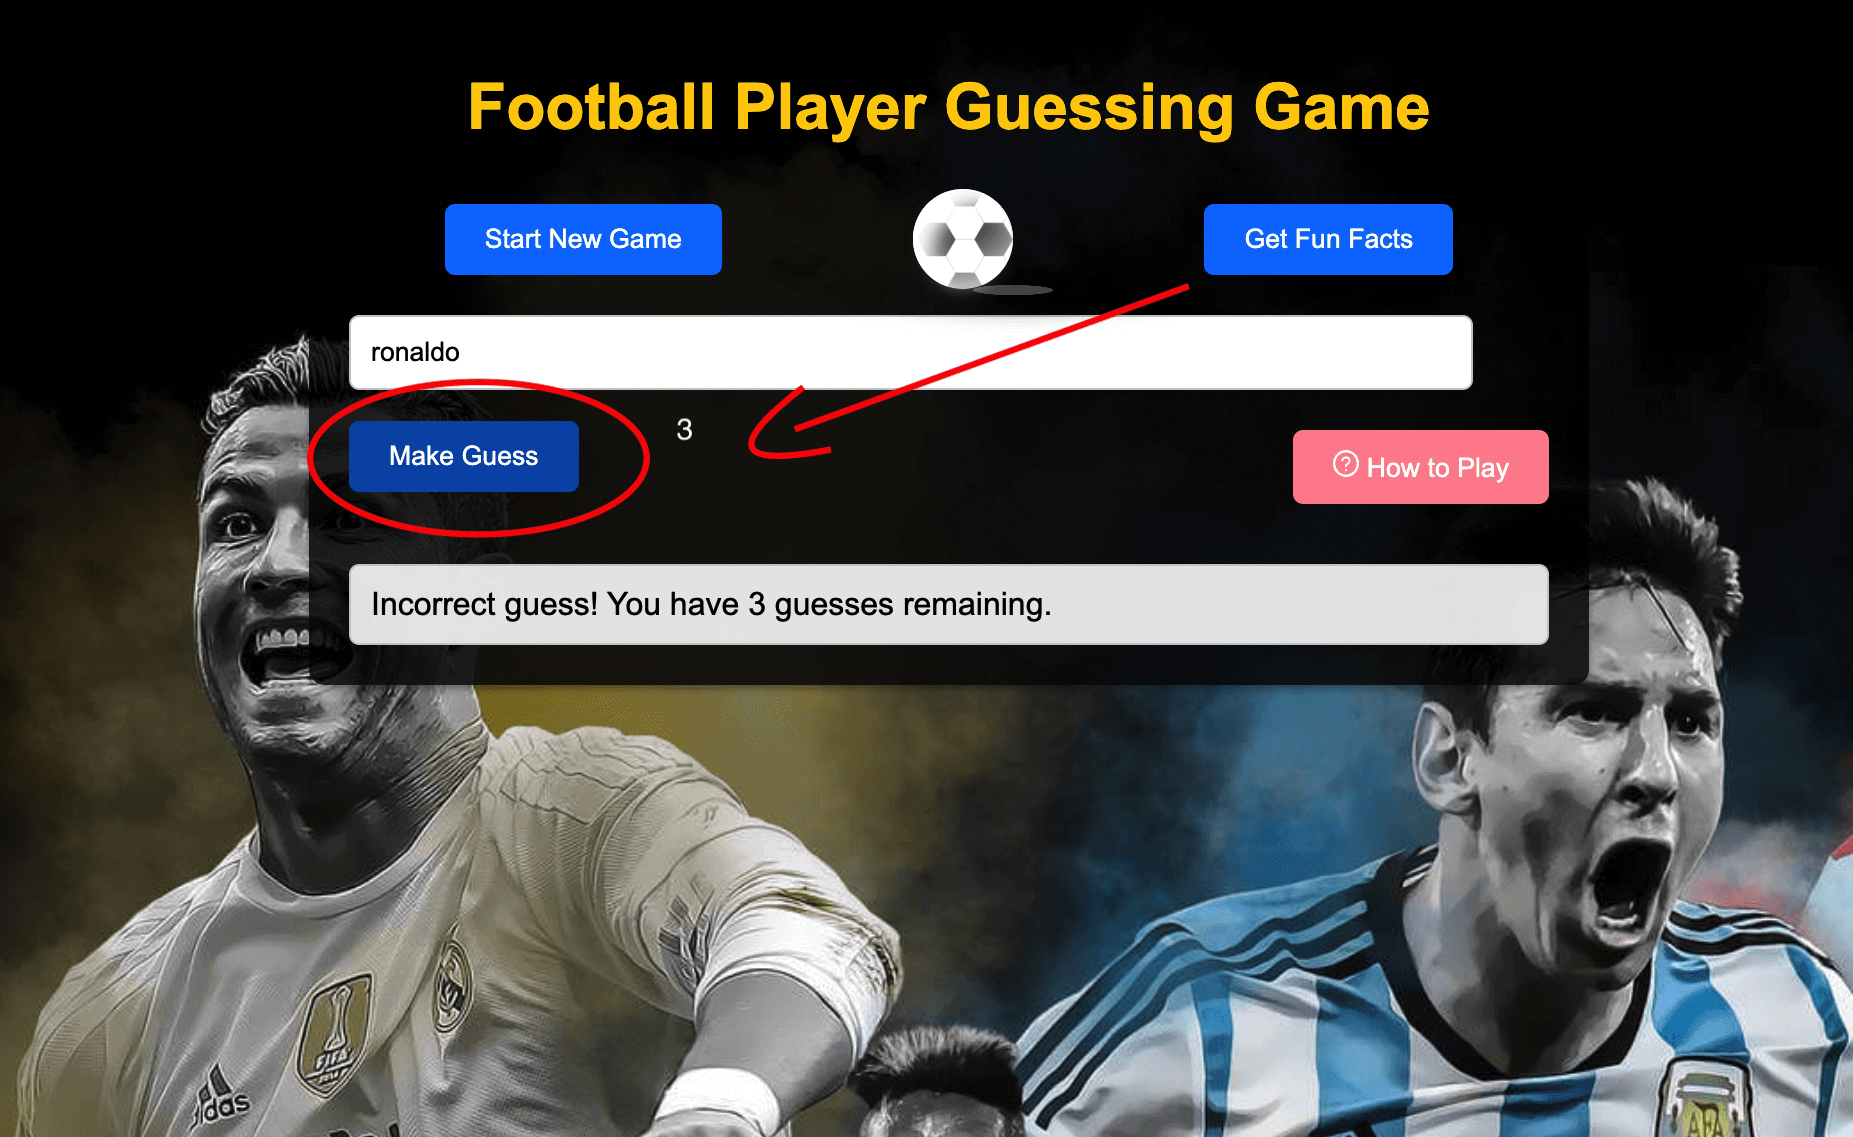 Football Player Guessing Game
Start New Game
Get Fun Facts
ronaldo
Make Guess
3
How to Play
Incorrect guess! You have 3 guesses remaining.
FIFA
adidas
AFA